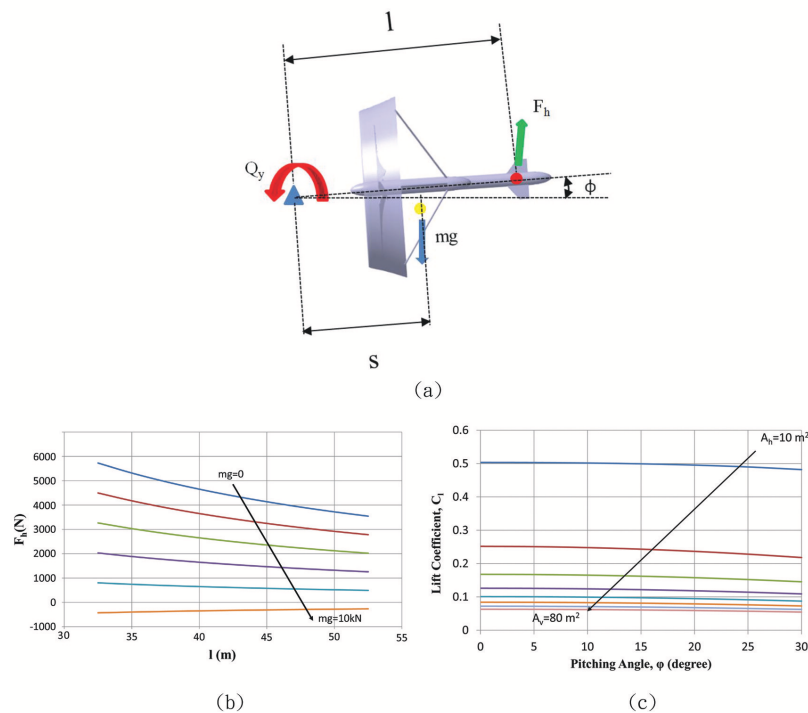 l
F_h
Q_y
ϕ
mg
s
(a)
6000
5000
4000
3000
2000
1000
0
-1000
F_h(N)
mg=0
mg=10kN
30 35 40 45 50 55
l (m)
(b)
0.6
0.5
0.4
0.3
0.2
0.1
0
Lift Coefficient, C_l
A_h=10 m²
A_v=80 m²
0 5 10 15 20 25 30
Pitching Angle, φ (degree)
(c)